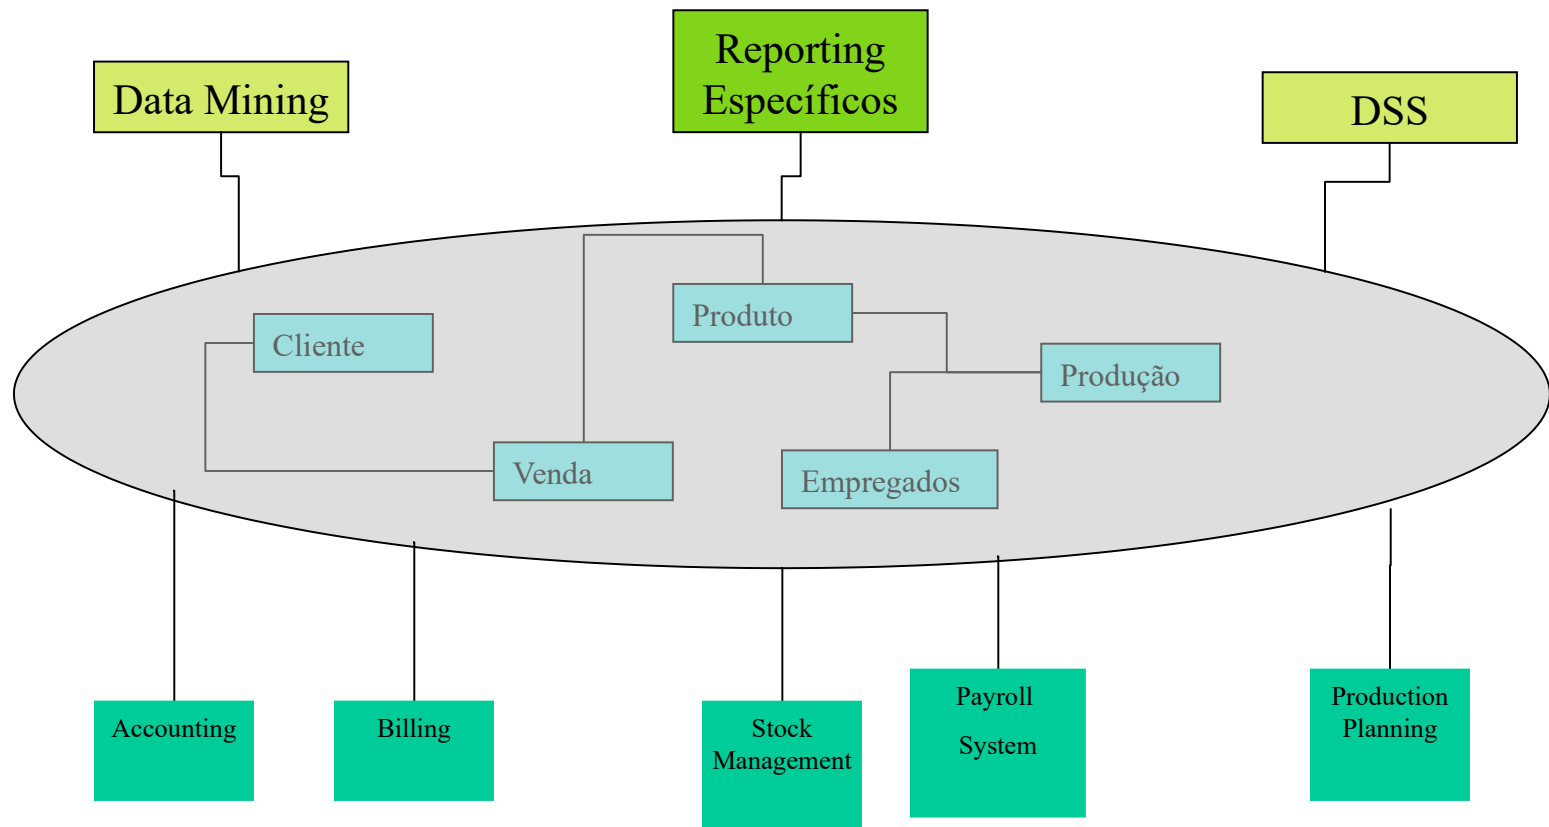 Reporting
Específicos
Data Mining
DSS
Produto
Cliente
Produção
Venda
Empregados
Accounting
Billing
Stock
Management
Payroll
System
Production
Planning